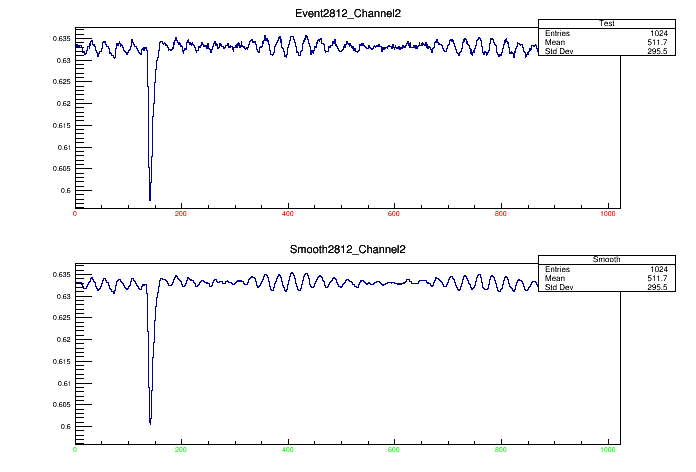 Event2812_Channel2
Test
Entries 1024
Mean 511.7
Std Dev 295.5
0.635
0.63
0.625
0.62
0.615
0.61
0.605
0.6
0 200 400 600 800 1000
Smooth2812_Channel2
Smooth
Entries 1024
Mean 511.7
Std Dev 295.5
0.635
0.63
0.625
0.62
0.615
0.61
0.605
0.6
0 200 400 600 800 1000